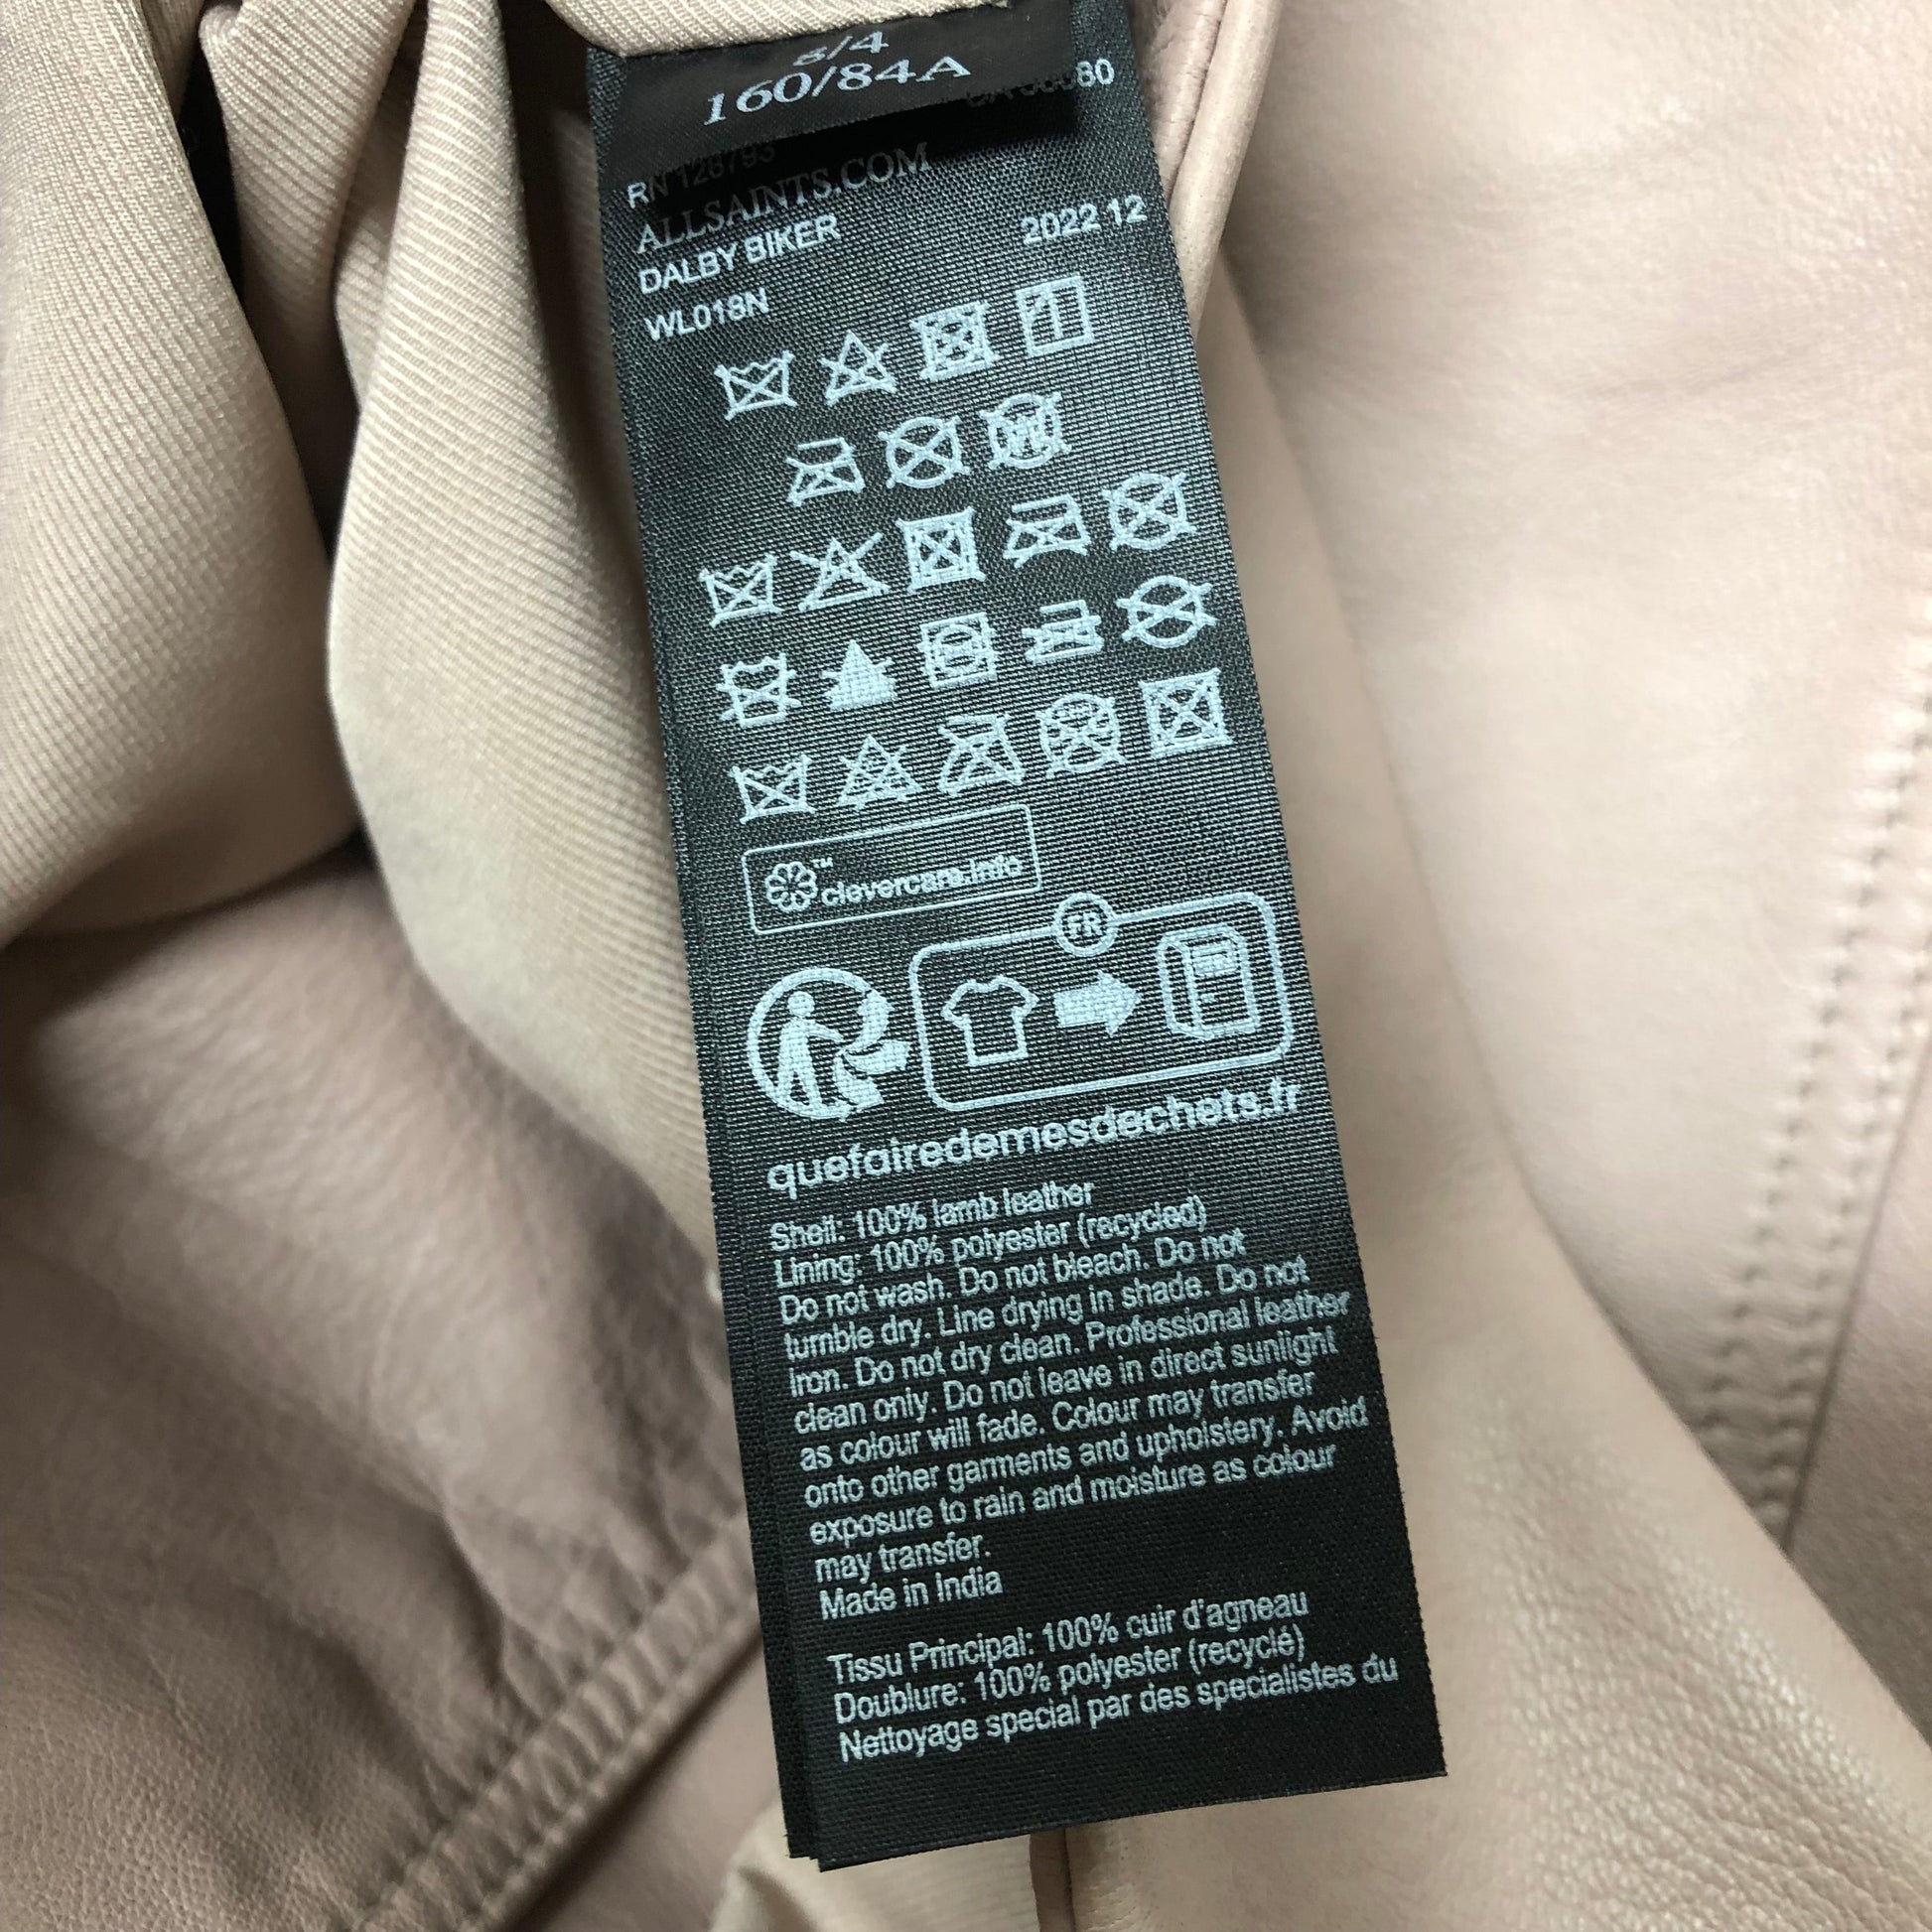 160/84A
RN 128793
ALLSAINTS.COM
DALBY BIKER 2022 12
WL018N
™ clevercare.info
FR
quefairedemesdechets.fr
Shell: 100% lamb leather
Lining: 100% polyester (recycled)
Do not wash. Do not bleach. Do not
tumble dry. Line drying in shade. Do not
iron. Do not dry clean. Professional leather
clean only. Do not leave in direct sunlight
as colour will fade. Colour may transfer
onto other garments and upholstery. Avoid
exposure to rain and moisture as colour
may transfer.
Made in India
Tissu Principal: 100% cuir d'agneau
Doublure: 100% polyester (recyclé)
Nettoyage special par des specialistes du